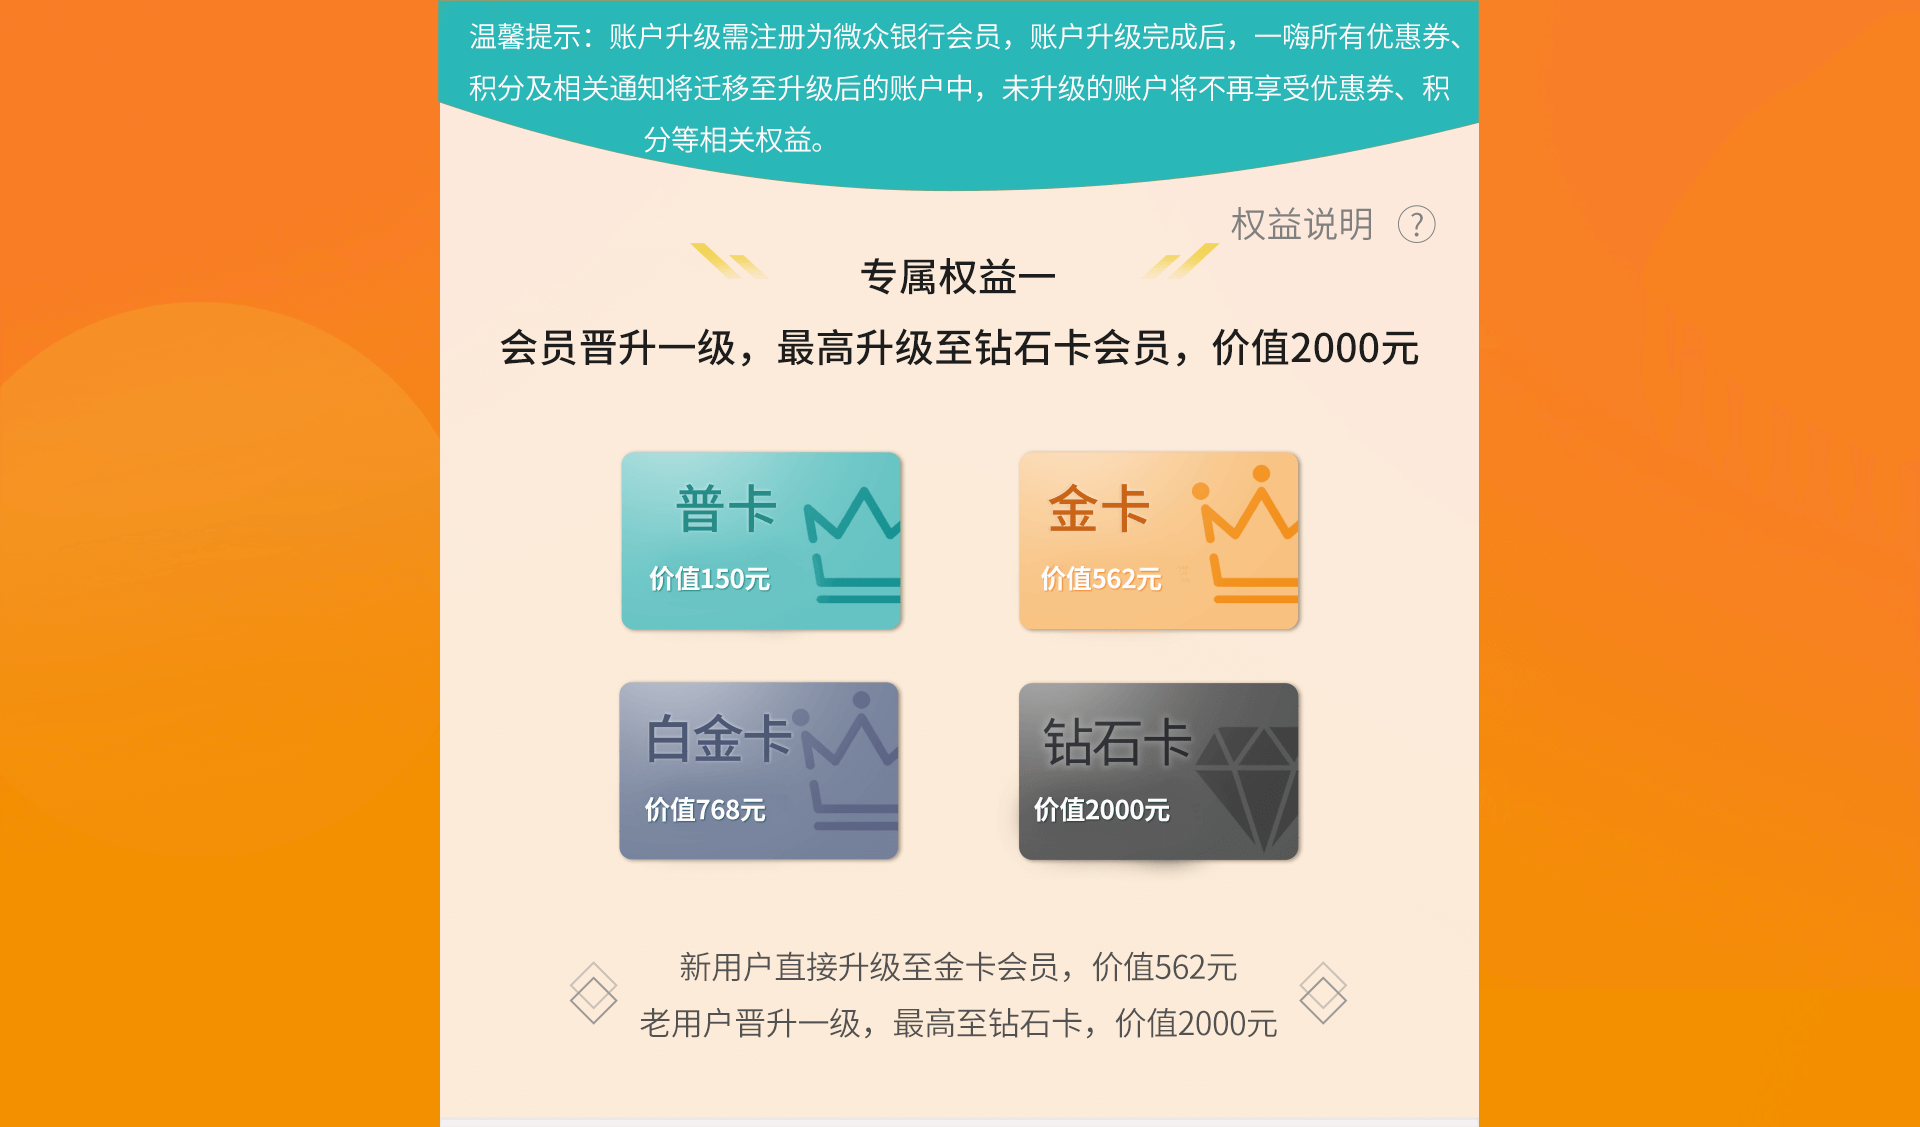 温馨提示：账户升级需注册为微众银行会员，账户升级完成后，一嗨所有优惠券、
积分及相关通知将迁移至升级后的账户中，未升级的账户将不再享受优惠券、积
分等相关权益。
权益说明 ?
专属权益一
会员晋升一级，最高升级至钻石卡会员，价值2000元
普卡
价值150元
金卡
价值562元
白金卡
价值768元
钻石卡
价值2000元
新用户直接升级至金卡会员，价值562元
老用户晋升一级，最高至钻石卡，价值2000元